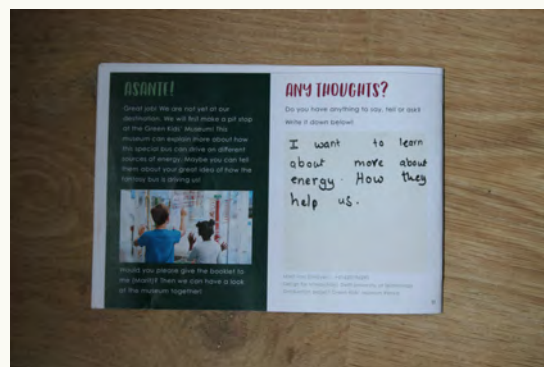 ASANTE!
Great job! We are not yet at our
destination. We will first make a pit stop
at the Green Kids' Museum! This
museum can explain more about how
this special bus can drive on different
sources of energy. Maybe you can tell
them about your great idea of how the
fantasy bus is driving us!
Would you please give the booklet to
me (Manti)? Then we can have a look
at the museum together!
ANY THOUGHTS?
Do you have anything to say, tell or ask?
Write it down below!
I want to learn
about more about
energy. How they
help us.